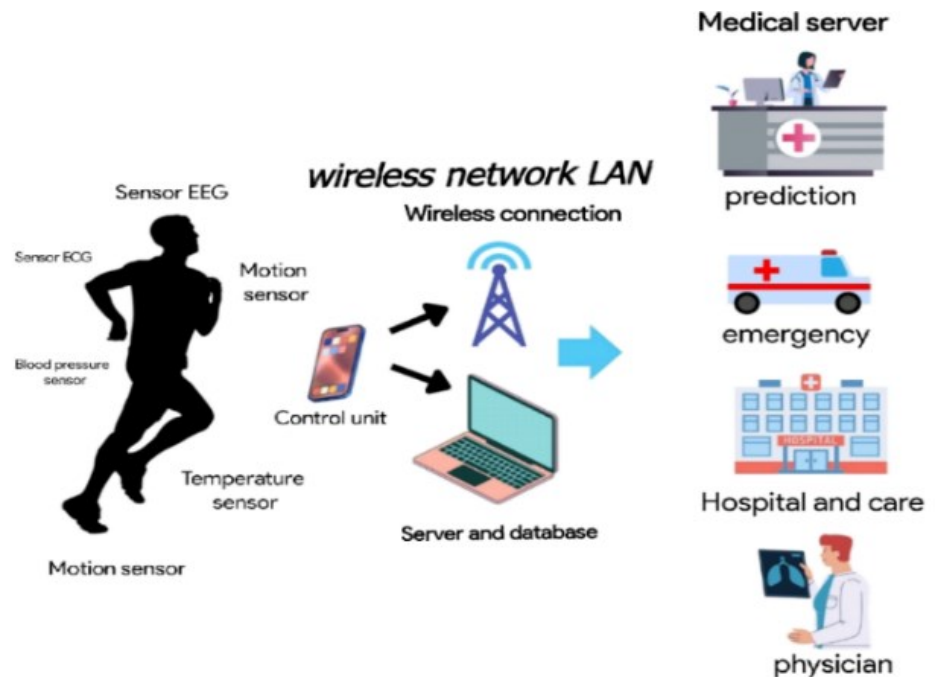 Medical server
prediction
wireless network LAN
Sensor EEG
Wireless connection
Sensor ECG
Motion
sensor
emergency
Blood pressure
sensor
Control unit
HOSPITAL
Temperature
sensor
Hospital and care
Server and database
Motion sensor
physician